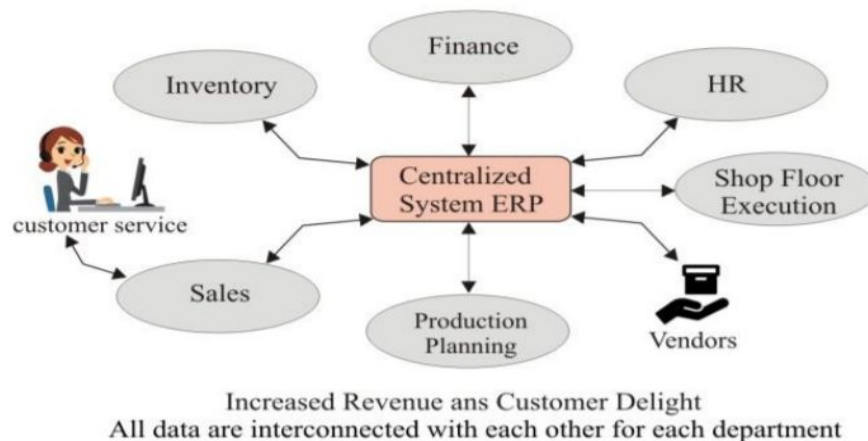 Finance
Inventory
HR
Centralized
System ERP
Shop Floor
Execution
customer service
Sales
Production
Planning
Vendors
Increased Revenue ans Customer Delight
All data are interconnected with each other for each department